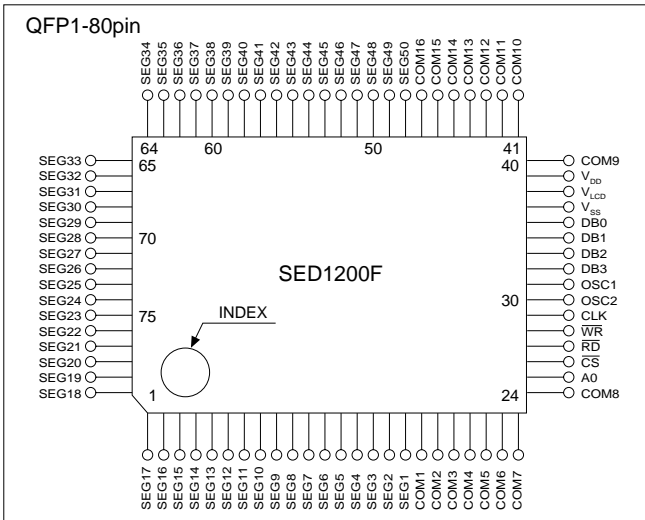 QFP1-80pin
SEG34
SEG35
SEG36
SEG37
SEG38
SEG39
SEG40
SEG41
SEG42
SEG43
SEG44
SEG45
SEG46
SEG47
SEG48
SEG49
SEG50
COM16
COM15
COM14
COM13
COM12
COM11
COM10
64
60
50
41
65
40
SEG33
SEG32
SEG31
SEG30
SEG29
SEG28
SEG27
SEG26
SEG25
SEG24
SEG23
SEG22
SEG21
SEG20
SEG19
SEG18
70
75
SED1200F
INDEX
30
1
24
COM9
VDD
VLCD
VSS
DB0
DB1
DB2
DB3
OSC1
OSC2
CLK
WR
RD
CS
A0
COM8
SEG17
SEG16
SEG15
SEG14
SEG13
SEG12
SEG11
SEG10
SEG9
SEG8
SEG7
SEG6
SEG5
SEG4
SEG3
SEG2
SEG1
COM1
COM2
COM3
COM4
COM5
COM6
COM7